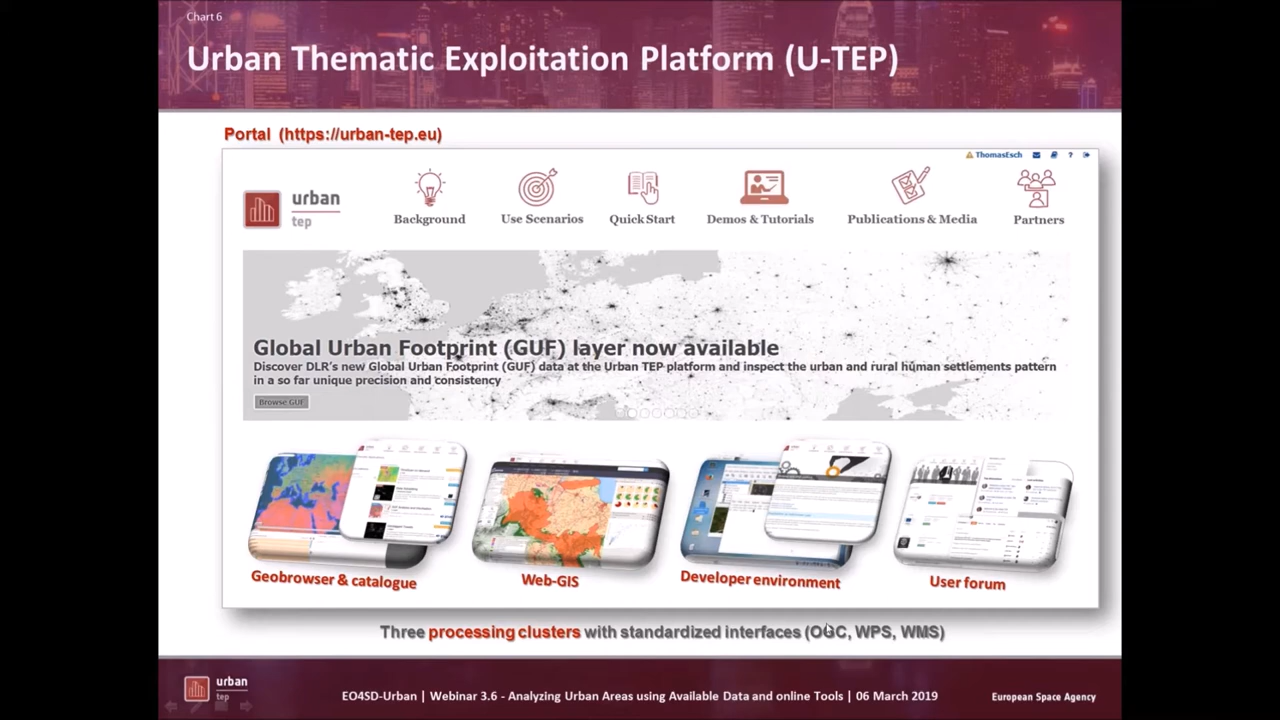 Chart 6
Urban Thematic Exploitation Platform (U-TEP)
Portal (https://urban-tep.eu)
ThomasEsch
urban
tep
Background
Use Scenarios
Quick Start
Demos & Tutorials
Publications & Media
Partners
Global Urban Footprint (GUF) layer now available
Discover DLR's new Global Urban Footprint (GUF) data at the Urban TEP platform and inspect the urban and rural human settlements pattern
in a so far unique precision and consistency
Browse GUF
Geobrowser & catalogue
Web-GIS
Developer environment
User forum
Three processing clusters with standardized interfaces (OGC, WPS, WMS)
urban
tep
EO4SD-Urban | Webinar 3.6 - Analyzing Urban Areas using Available Data and online Tools | 06 March 2019
European Space Agency